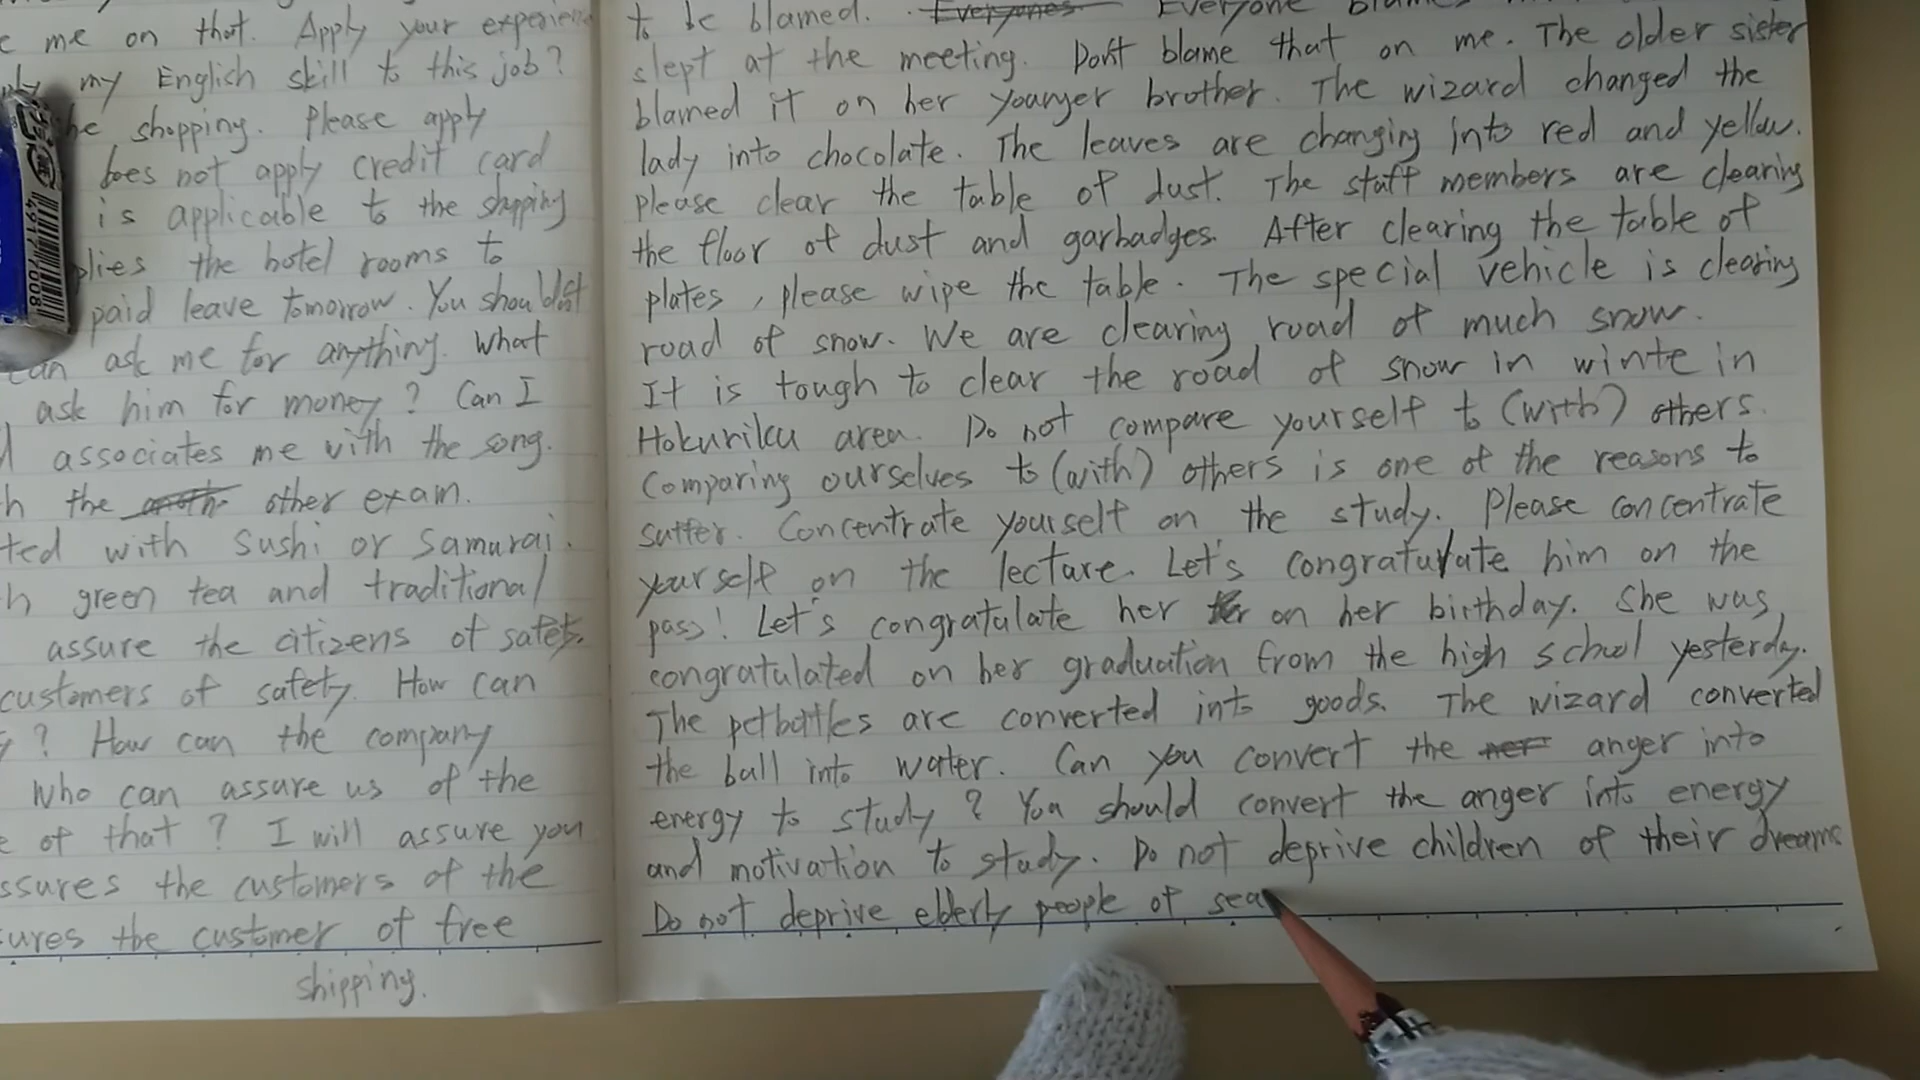 me on that. Apply your experien
my English skill to this job?
he shopping. Please apply
does not apply credit card
is applicable to the shipping
plies the hotel rooms to
paid leave tomorrow. You shouldn't
can ask me for anything. What
ask him for money? Can I
associates me with the song.
h the other exam.
ted with sushi or Samurai.
h green tea and traditional
assure the citizens of safety.
customers of safety. How can
y? How can the company
who can assure us of the
e of that? I will assure you
ssures the customers of the
sures the customer of free
shipping.
4917 7008
to be blamed. Everyones Everyone blames
slept at the meeting. Don't blame that on me. The older sister
blamed it on her younger brother. The wizard changed the
lady into chocolate. The leaves are changing into red and yellow.
Please clear the table of dust. The staff members are clearing
the floor of dust and garbadges. After clearing the table of
plates, please wipe the table. The special vehicle is clearing
road of snow. We are clearing road of much snow.
It is tough to clear the road of snow in winte in
Hokuriku area. Do not compare yourself to (with) others.
Comparing ourselves to (with) others is one of the reasons to
suffer. Concentrate yourself on the study. Please concentrate
yourself on the lecture. Let's congratulate him on the
pass! Let's congratulate her on her birthday. She was
congratulated on her graduation from the high school yesterday.
The petbottles are converted into goods. The wizard converted
the ball into water. Can you convert the anger into
energy to study? You should convert the anger into energy
and motivation to study. Do not deprive children of their dreams
Do not deprive elderly people of sea